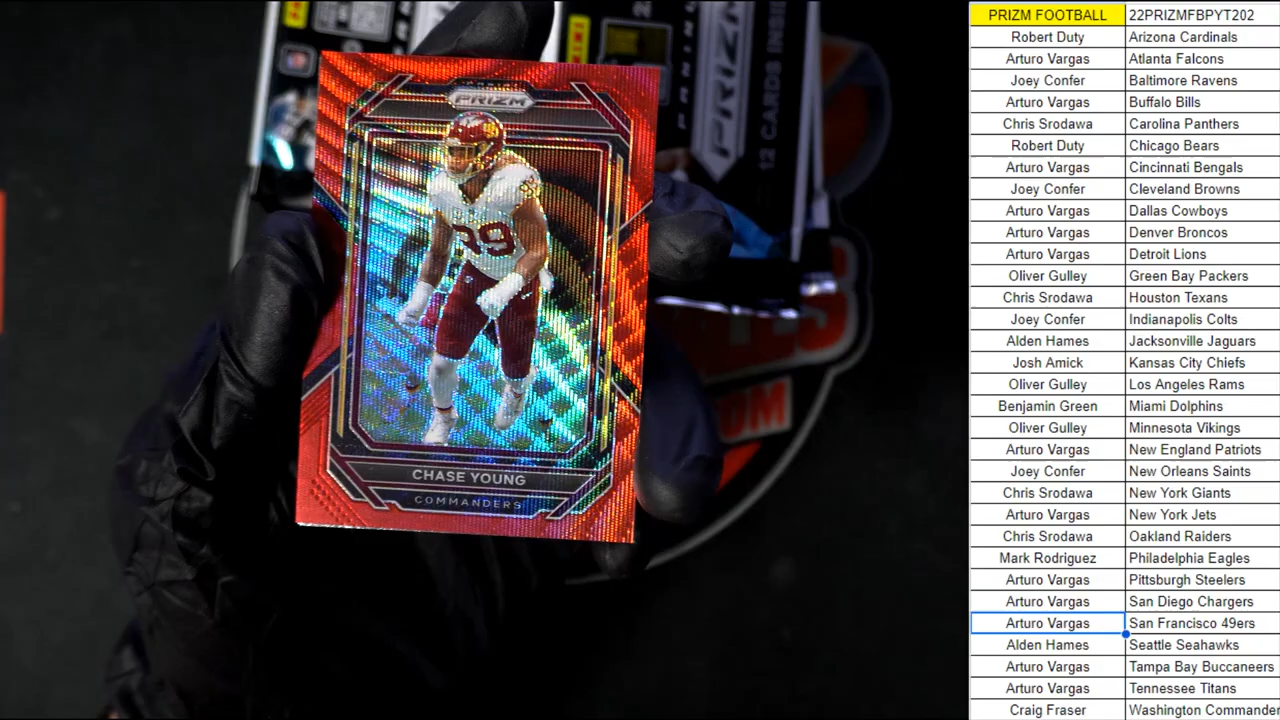 PRIZM
99
CHASE YOUNG
COMMANDERS
PRIZM
12 CARDS INSI
PRIZM FOOTBALL 22PRIZMFBPYT202
Robert Duty Arizona Cardinals
Arturo Vargas Atlanta Falcons
Joey Confer Baltimore Ravens
Arturo Vargas Buffalo Bills
Chris Srodawa Carolina Panthers
Robert Duty Chicago Bears
Arturo Vargas Cincinnati Bengals
Joey Confer Cleveland Browns
Arturo Vargas Dallas Cowboys
Arturo Vargas Denver Broncos
Arturo Vargas Detroit Lions
Oliver Gulley Green Bay Packers
Chris Srodawa Houston Texans
Joey Confer Indianapolis Colts
Alden Hames Jacksonville Jaguars
Josh Amick Kansas City Chiefs
Oliver Gulley Los Angeles Rams
Benjamin Green Miami Dolphins
Oliver Gulley Minnesota Vikings
Arturo Vargas New England Patriots
Joey Confer New Orleans Saints
Chris Srodawa New York Giants
Arturo Vargas New York Jets
Chris Srodawa Oakland Raiders
Mark Rodriguez Philadelphia Eagles
Arturo Vargas Pittsburgh Steelers
Arturo Vargas San Diego Chargers
Arturo Vargas San Francisco 49ers
Alden Hames Seattle Seahawks
Arturo Vargas Tampa Bay Buccaneers
Arturo Vargas Tennessee Titans
Craig Fraser Washington Commander